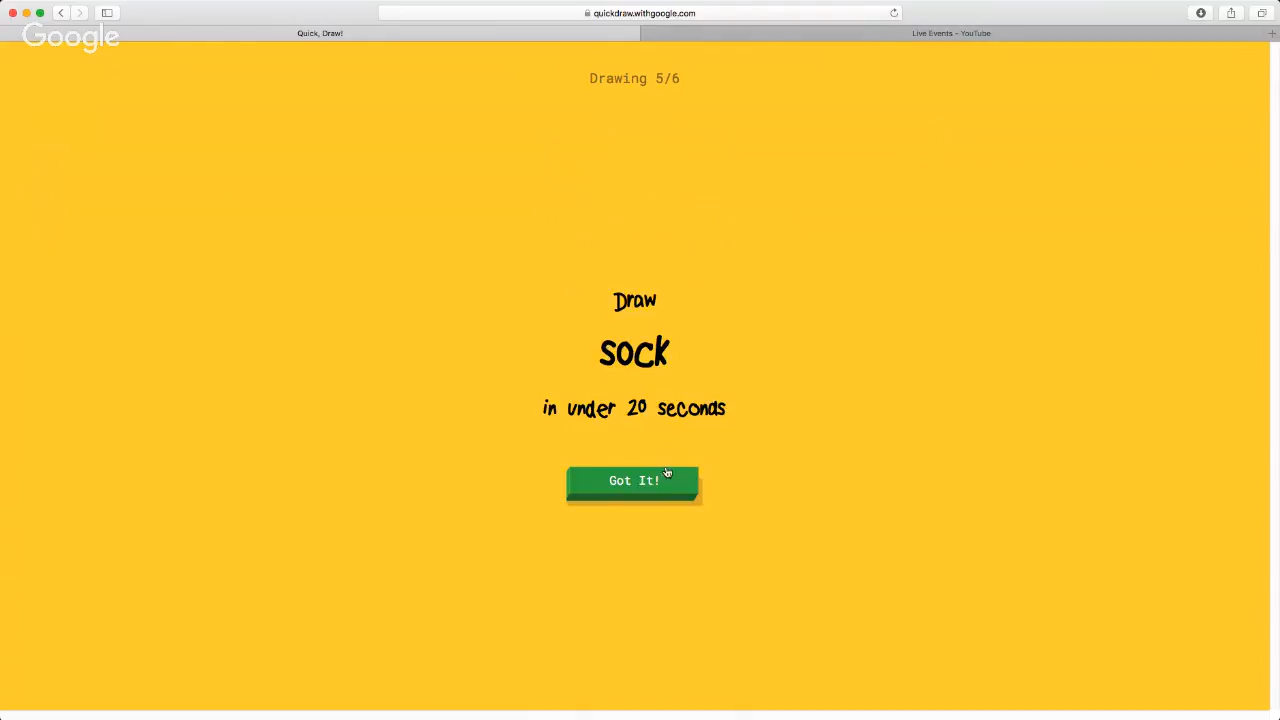 quickdraw.withgoogle.com
Google
Quick, Draw!
Live Events - YouTube
Drawing 5/6
Draw
sock
in under 20 seconds
Got It!